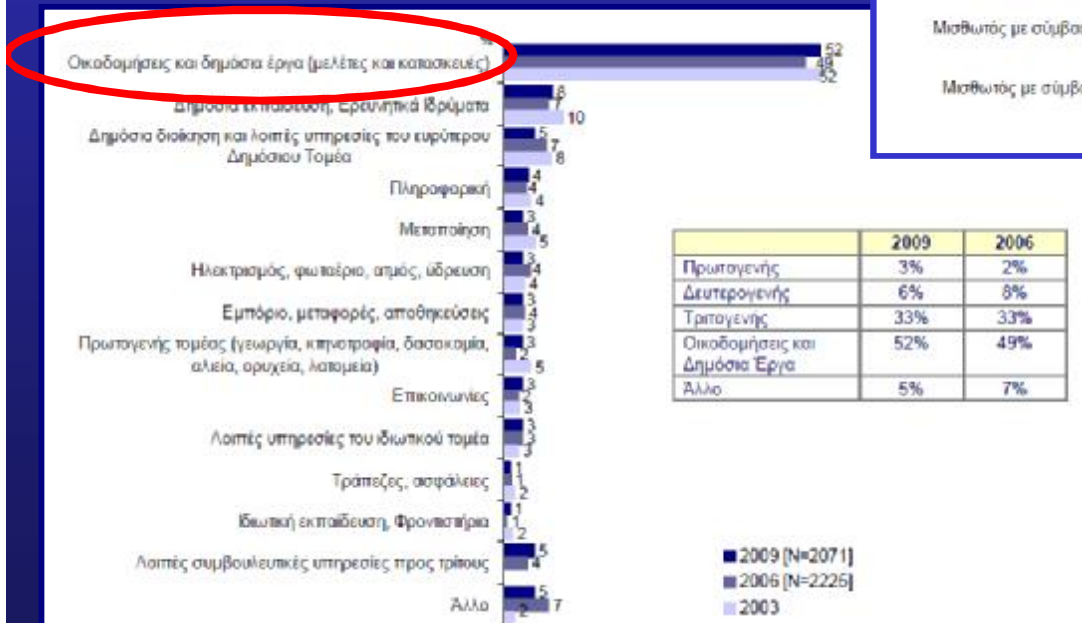 Μισθωτός με
Μισθωτός με
%
Οικοδομήσεις και δημόσια έργα (μελέτες και κατασκευές)
52
49
52
Δημόσια εκπαίδευση, Ερευνητικά Ιδρύματα
8
7
10
Δημόσια διοίκηση και λοιπές υπηρεσίες του ευρύτερου
Δημόσιου Τομέα
5
7
8
Πληροφορική
4
4
4
Μεταποίηση
3
4
5
Ηλεκτρισμός, φωταέριο, ατμός, ύδρευση
3
4
4
Εμπόριο, μεταφορές, αποθηκεύσεις
3
4
3
Πρωτογενής τομέας (γεωργία, κτηνοτροφία, δασοκομία,
αλιεία, ορυχεία, λατομεία)
3
2
5
Επικοινωνίες
3
2
3
Λοιπές υπηρεσίες του ιδιωτικού τομέα
3
3
3
Τράπεζες, ασφάλειες
1
1
2
Ιδιωτική εκπαίδευση, Φροντιστήρια
1
1
2
Λοιπές συμβουλευτικές υπηρεσίες προς τρίτους
5
4
Άλλο
5
7
2
2009 2006
Πρωτογενής 3% 2%
Δευτερογενής 6% 8%
Τριτογενής 33% 33%
Οικοδομήσεις και 52% 49%
Δημόσια Έργα
Άλλο 5% 7%
2009 [N=2071]
2006 [N=2226]
2003